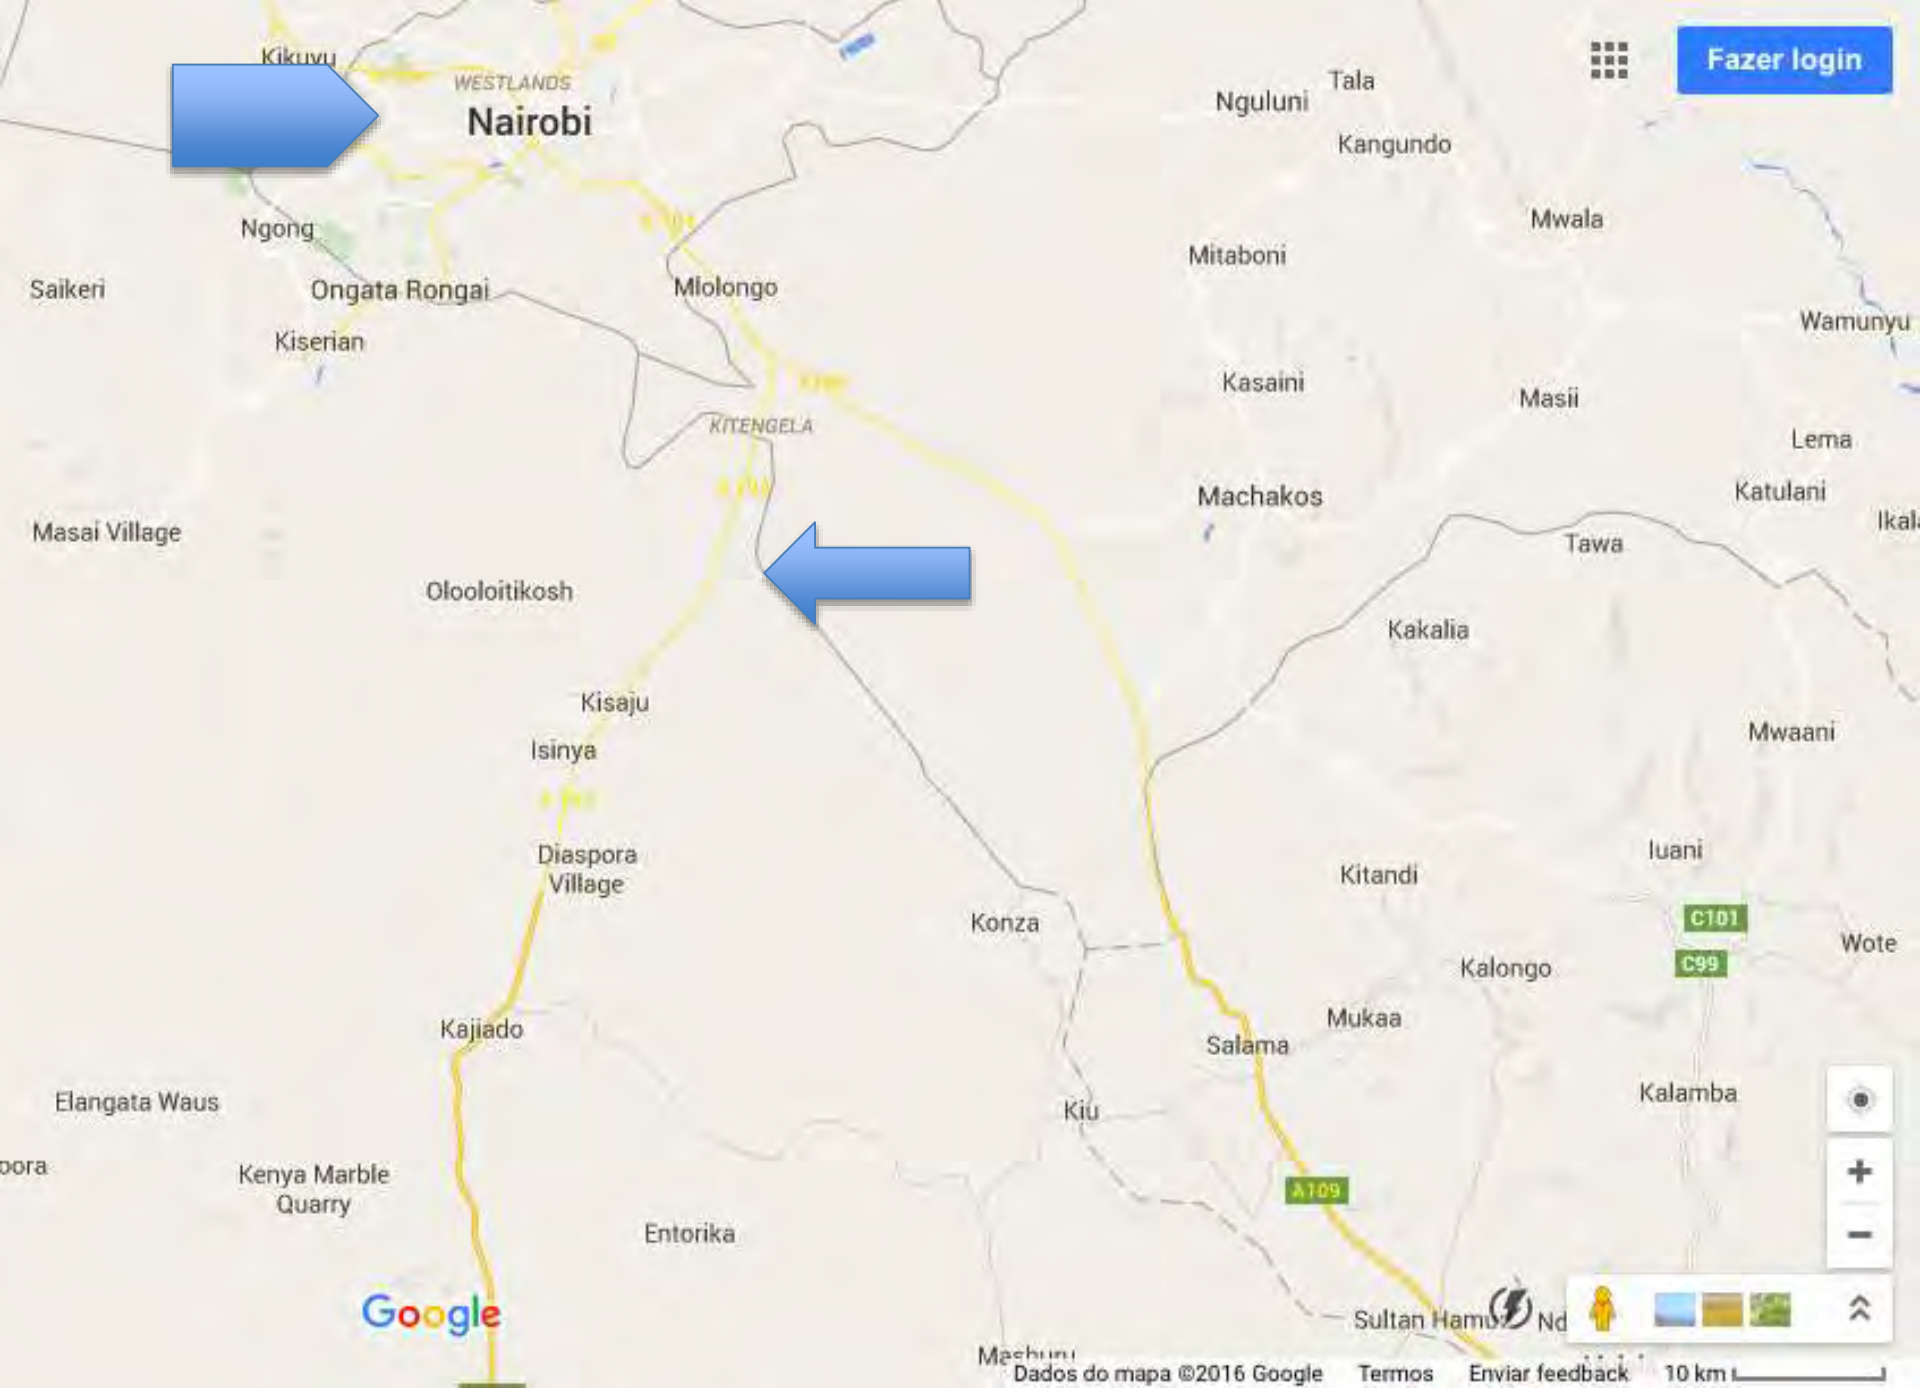 Kikuyu
WESTLANDS
Nairobi
Tala
Nguluni
Kangundo
Fazer login
Ngong
Mwala
Mitaboni
Saikeri
Ongata Rongai
Mlolongo
Wamunyu
Kiserian
Kasaini
Masii
KITENGELA
Lema
Machakos
Katulani
Masai Village
Tawa
Olooloitikosh
Kakalia
Kisaju
Isinya
Mwaani
Diaspora
Village
Iuani
Kitandi
Konza
C101
Wote
C99
Kalongo
Kajiado
Mukaa
Salama
Elangata Waus
Kiu
Kalamba
Kenya Marble
Quarry
A109
Entorika
Google
Sultan Hamu
Nd
Dados do mapa ©2016 Google
Termos
Enviar feedback
10 km